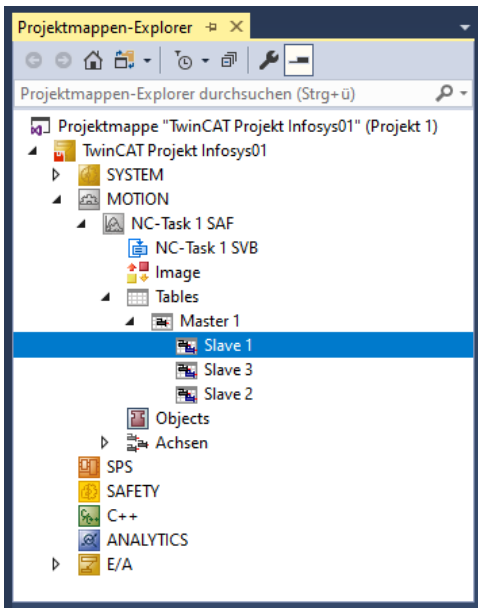 Projektmappen-Explorer
Projektmappen-Explorer durchsuchen (Strg+ü)
Projektmappe "TwinCAT Projekt Infosys01" (Projekt 1)
TwinCAT Projekt Infosys01
SYSTEM
MOTION
NC-Task 1 SAF
NC-Task 1 SVB
Image
Tables
Master 1
Slave 1
Slave 3
Slave 2
Objects
Achsen
SPS
SAFETY
C++
ANALYTICS
E/A